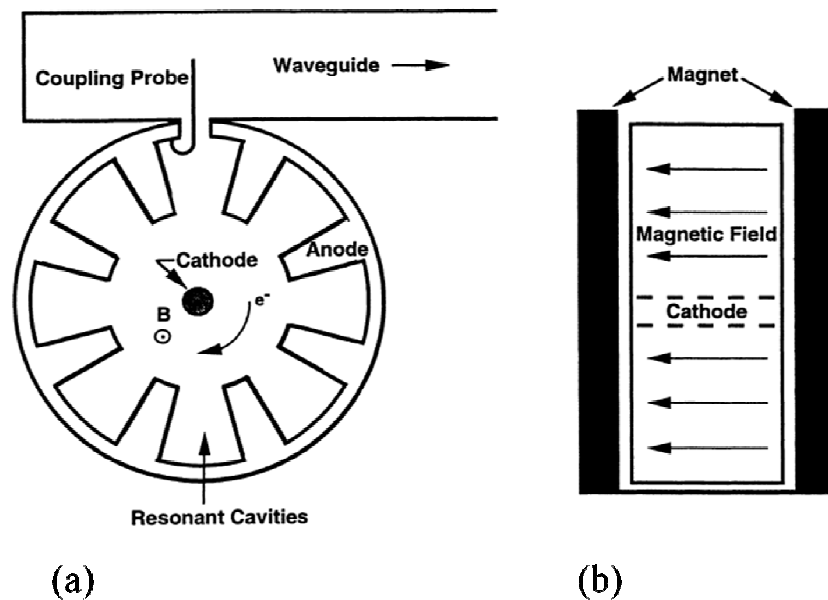 Coupling Probe
Waveguide
Anode
Cathode
e-
B
Resonant Cavities
(a)
Magnet
Magnetic Field
Cathode
(b)